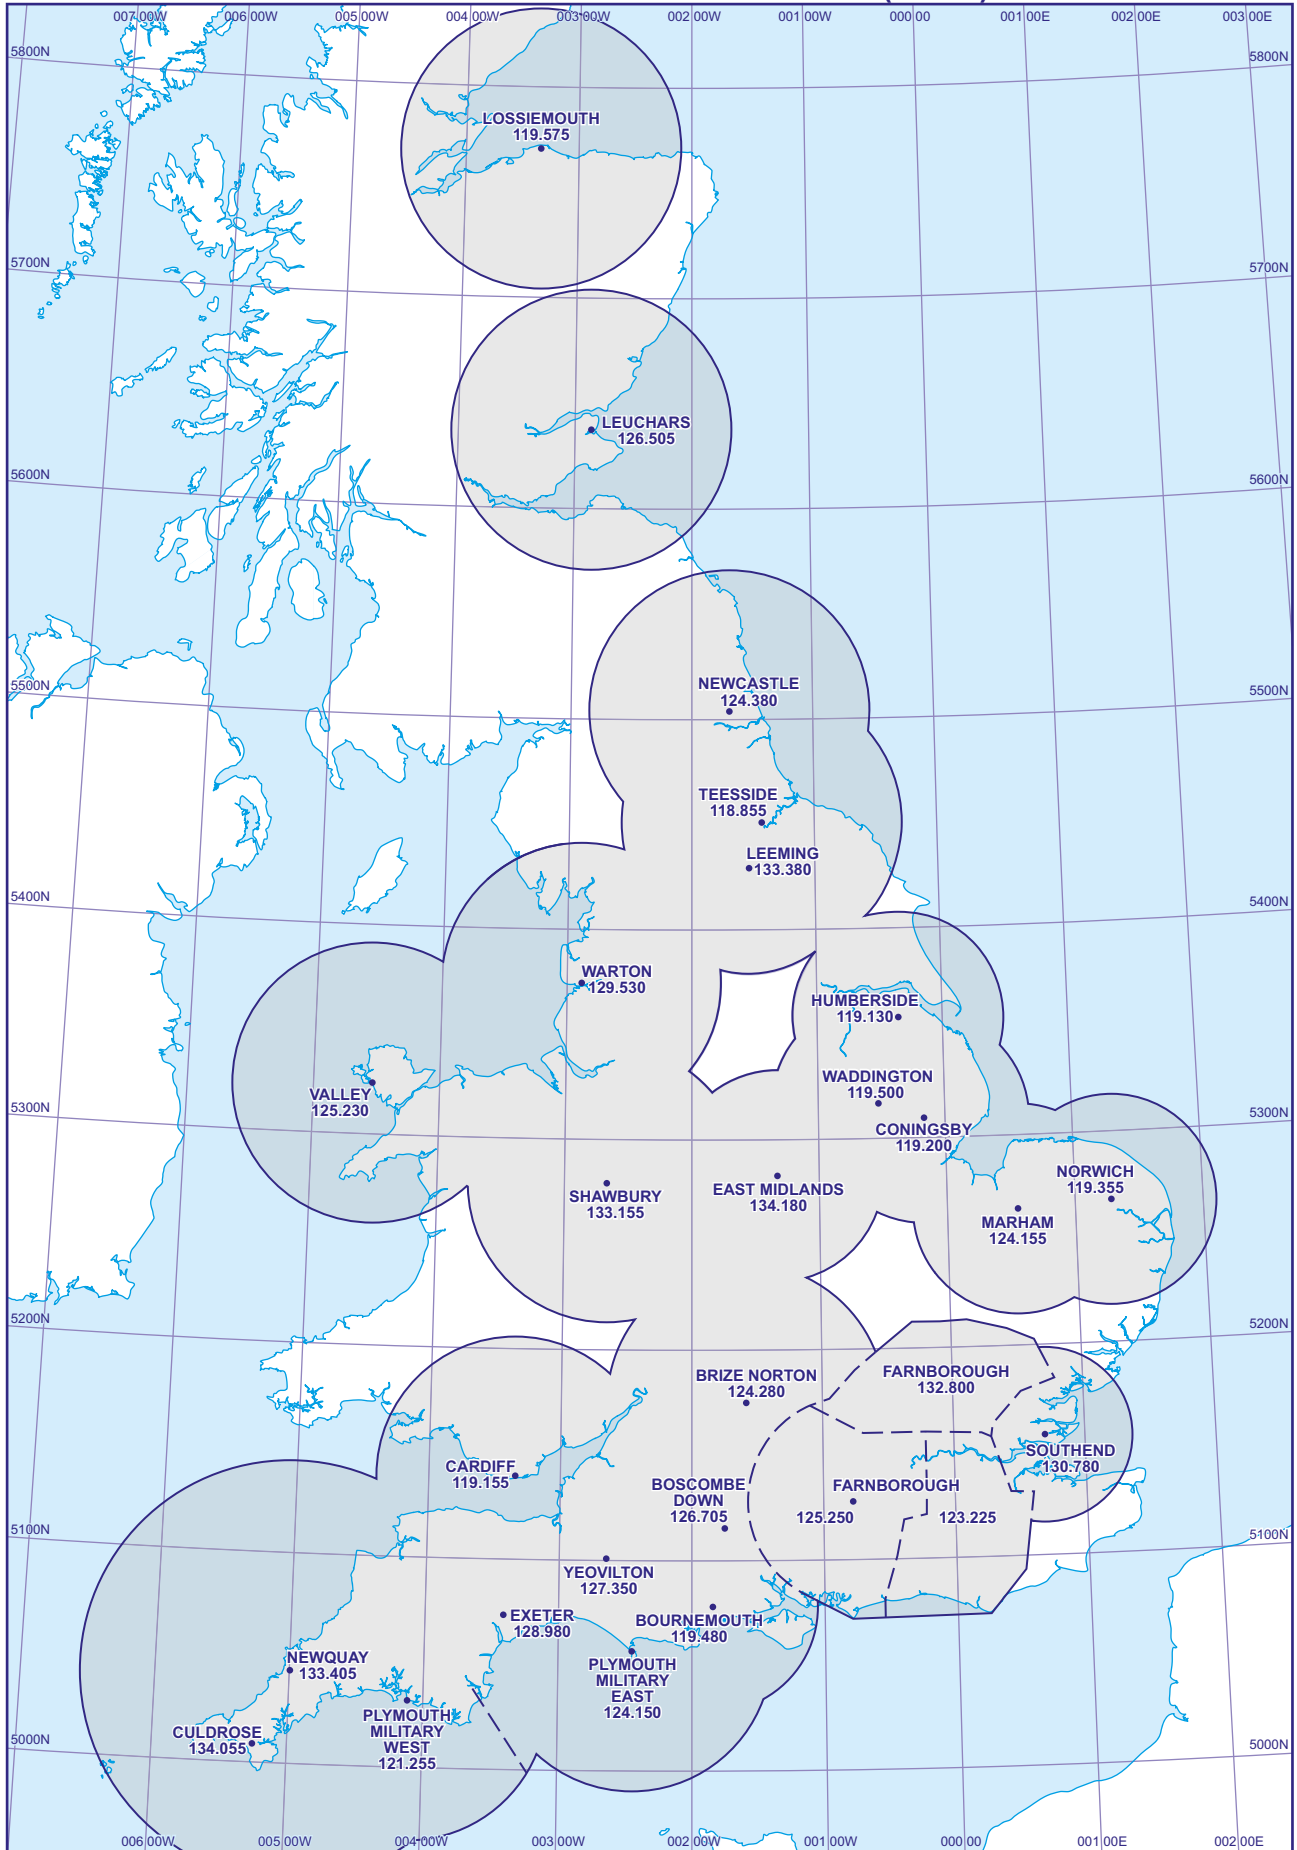 007 00W 006 00W 005 00W 004 00W 003 00W 002 00W 001 00W 000 00 001 00E 002 00E 003 00E
5800N 5800N
LOSSIEMOUTH
119.575
5700N 5700N
LEUCHARS
126.505
5600N 5600N
NEWCASTLE
124.380
5500N 5500N
TEESSIDE
118.855
LEEMING
133.380
5400N 5400N
WARTON
129.530
HUMBERSIDE
119.130
VALLEY
125.230
WADDINGTON
119.500
5300N 5300N
CONINGSBY
119.200
NORWICH
119.355
SHAWBURY
133.155
EAST MIDLANDS
134.180
MARHAM
124.155
5200N 5200N
BRIZE NORTON
124.280
FARNBOROUGH
132.800
CARDIFF
119.155
SOUTHEND
130.780
BOSCOMBE
DOWN
126.705
FARNBOROUGH
125.250 123.225
5100N 5100N
YEOVILTON
127.350
EXETER
128.980
BOURNEMOUTH
119.480
NEWQUAY
133.405
PLYMOUTH
MILITARY
EAST
124.150
CULDROSE
134.055
PLYMOUTH
MILITARY
WEST
121.255
5000N 5000N
006 00W 005 00W 004 00W 003 00W 002 00W 001 00W 000 00 001 00E 002 00E